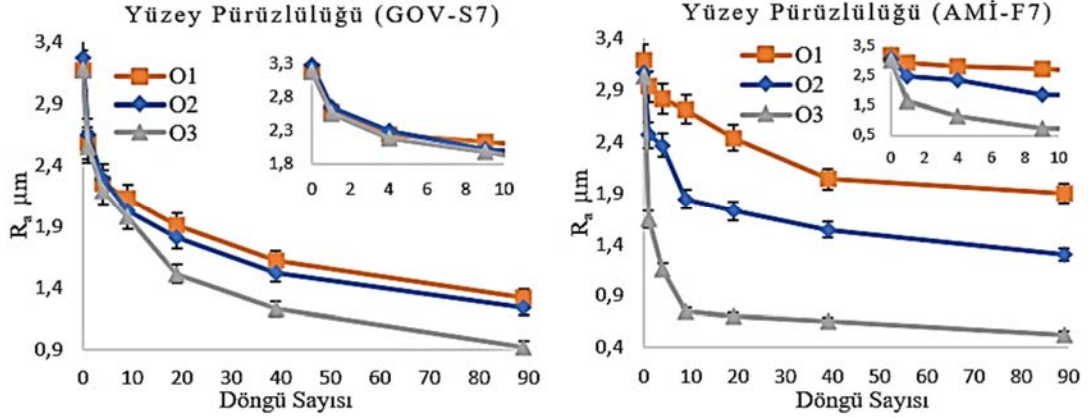 Yüzey Pürüzlülüğü (GOV-S7)
3,4
2,9
2,4
1,9
1,4
0,9
R_a µm
O1
O2
O3
3,3
2,8
2,3
1,8
0 2 4 6 8 10
0 10 20 30 40 50 60 70 80 90
Döngü Sayısı
Yüzey Pürüzlülüğü (AMİ-F7)
3,4
2,9
2,4
1,9
1,4
0,9
0,4
R_a µm
O1
O2
O3
3,5
2,5
1,5
0,5
0 2 4 6 8 10
0 10 20 30 40 50 60 70 80 90
Döngü Sayısı